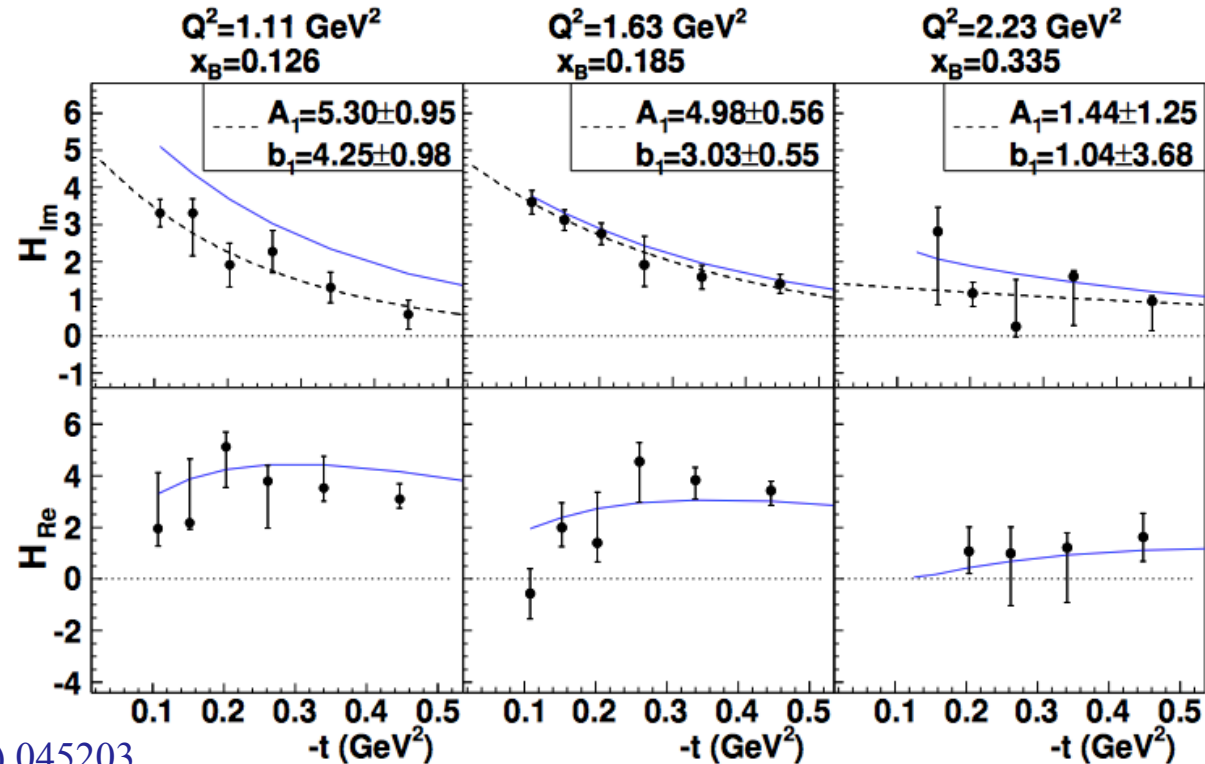 Q²=1.11 GeV² Q²=1.63 GeV² Q²=2.23 GeV²
x_B=0.126 x_B=0.185 x_B=0.335
A₁=5.30±0.95 A₁=4.98±0.56 A₁=1.44±1.25
b₁=4.25±0.98 b₁=3.03±0.55 b₁=1.04±3.68
H_Im
6
5
4
3
2
1
0
-1
H_Re
6
4
2
0
-2
-4
0.1 0.2 0.3 0.4 0.5 0.1 0.2 0.3 0.4 0.5 0.1 0.2 0.3 0.4 0.5
-t (GeV²) -t (GeV²) -t (GeV²)
045203